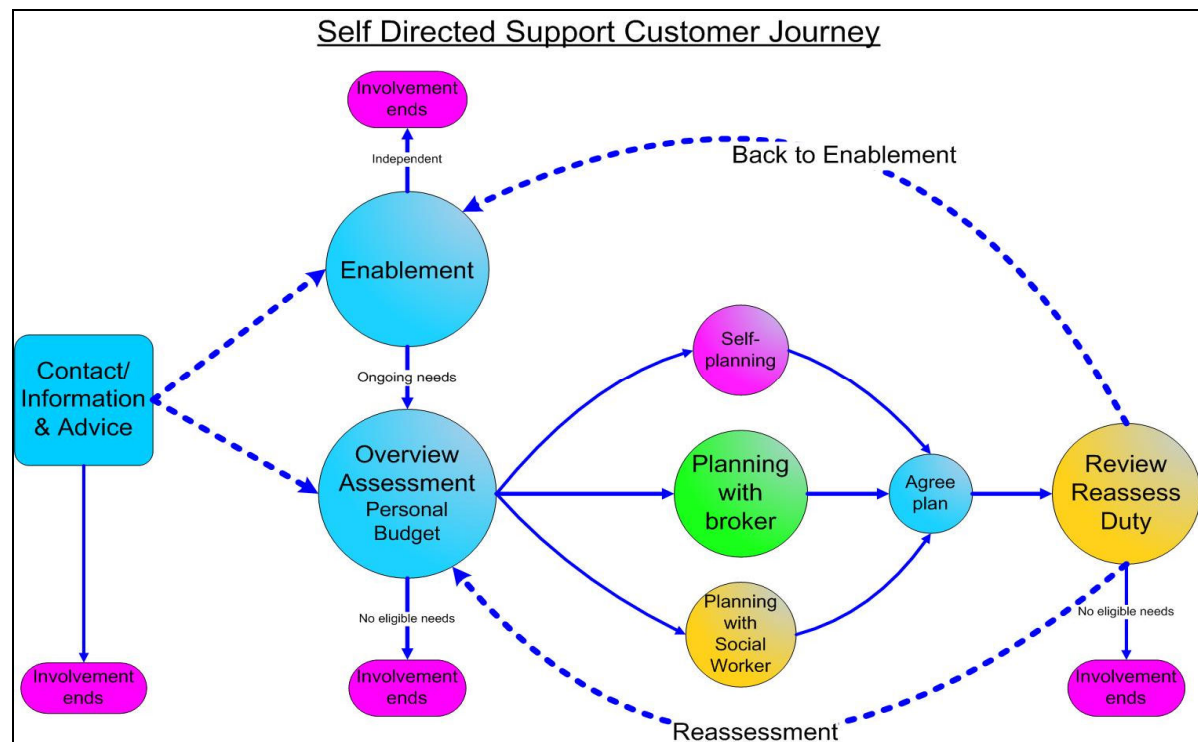 Self Directed Support Customer Journey
Involvement
ends
Independent
Back to Enablement
Enablement
Ongoing needs
Contact/
Information
& Advice
Self-
planning
Overview
Assessment
Personal
Budget
Planning
with
broker
Agree
plan
Review
Reassess
Duty
No eligible needs
Planning
with
Social
Worker
No eligible needs
Involvement
ends
Involvement
ends
Involvement
ends
Reassessment